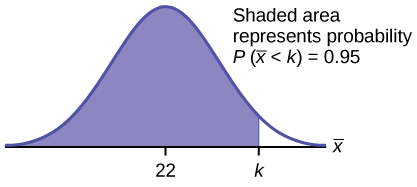 Shaded area
represents probability
P (x̅ < k) = 0.95
x̅
22
k